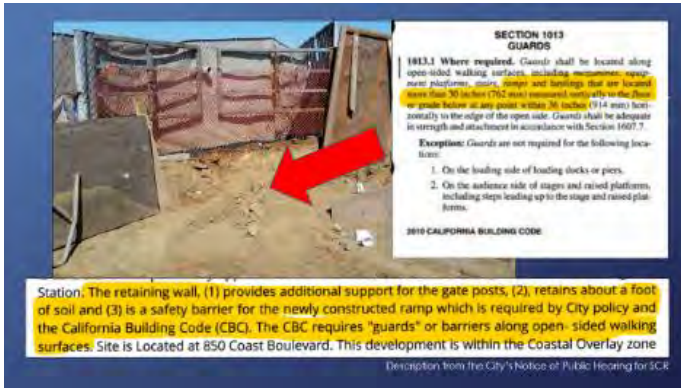 SECTION 1013
GUARDS
1013.1 Where required. Guards shall be located along
open-sided walking surfaces, including mezzanines, equip-
ment platforms, stairs, ramps and landings that are located
more than 30 inches (762 mm) measured vertically to the floor
or grade below at any point within 36 inches (914 mm) hori-
zontally to the edge of the open side. Guards shall be adequate
in strength and attachment in accordance with Section 1607.7.
Exception: Guards are not required for the following loca-
tions:
1. On the loading side of loading docks or piers.
2. On the audience side of stages and raised platforms,
including steps leading up to the stage and raised plat-
forms.
2010 CALIFORNIA BUILDING CODE
Station. The retaining wall, (1) provides additional support for the gate posts, (2), retains about a foot
of soil and (3) is a safety barrier for the newly constructed ramp which is required by City policy and
the California Building Code (CBC). The CBC requires "guards" or barriers along open- sided walking
surfaces. Site is Located at 850 Coast Boulevard. This development is within the Coastal Overlay zone
Description from the City's Notice of Public Hearing for SCR